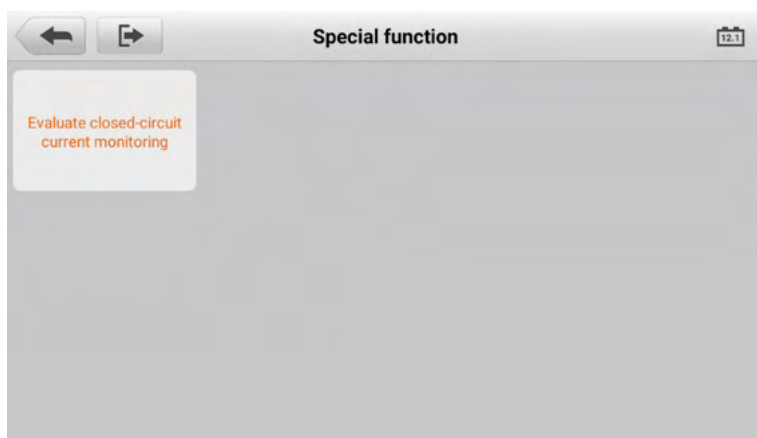 Special function
12.1
Evaluate closed-circuit
current monitoring